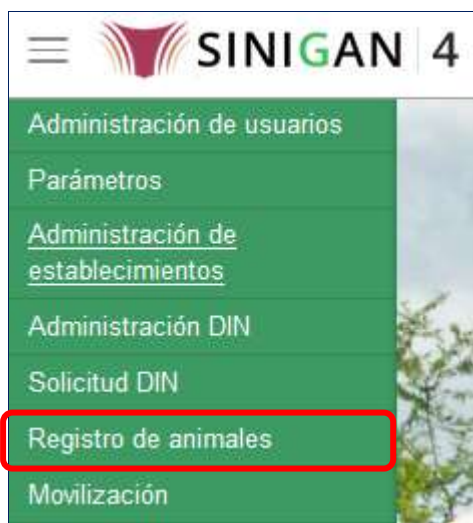 SINIGAN 4
Administración de usuarios
Parámetros
Administración de
establecimientos
Administración DIN
Solicitud DIN
Registro de animales
Movilización